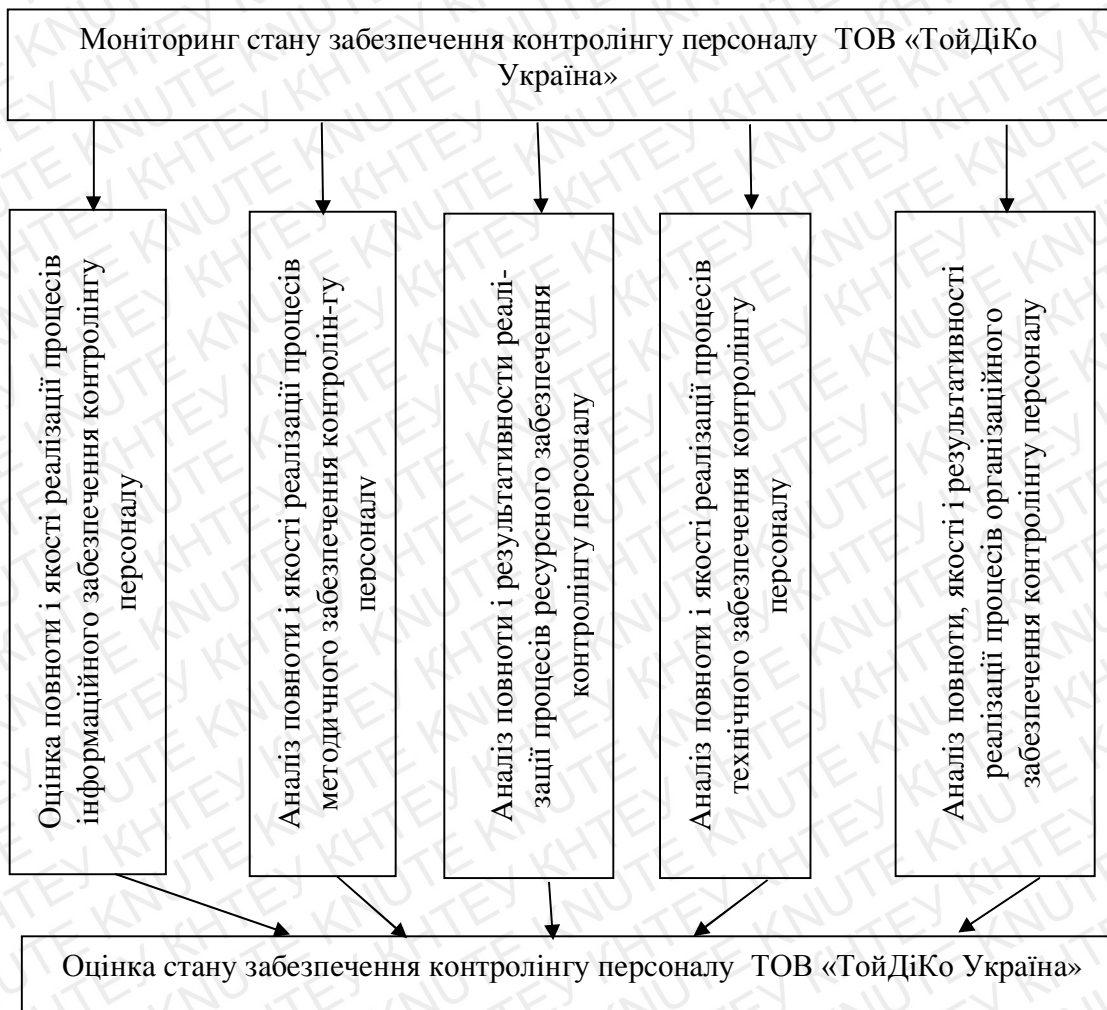 Моніторинг стану забезпечення контролінгу персоналу ТОВ «ТойДіКо
Україна»
Оцінка повноти і якості реалізації процесів
інформаційного забезпечення контролінгу
персоналу
Аналіз повноти і якості реалізації процесів
методичного забезпечення контролін-гу
персоналу
Аналіз повноти і результативности реалі-
зації процесів ресурсного забезпечення
контролінгу персоналу
Аналіз повноти і якості реалізації процесів
технічного забезпечення контролінгу
персоналу
Аналіз повноти, якості і результативності
реалізації процесів організаційного
забезпечення контролінгу персоналу
Оцінка стану забезпечення контролінгу персоналу ТОВ «ТойДіКо Україна»